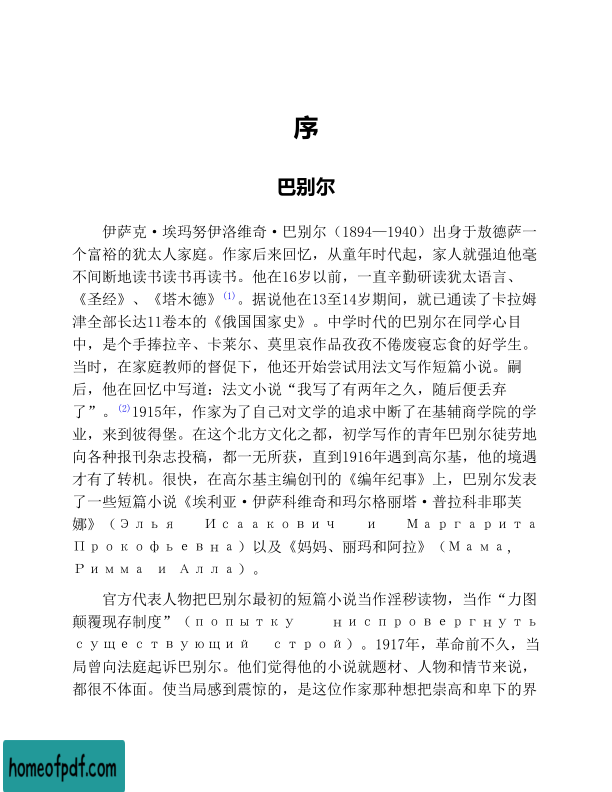 序
巴别尔
伊萨克·埃玛努伊洛维奇·巴别尔（1894—1940）出身于敖德萨一
个富裕的犹太人家庭。作家后来回忆，从童年时代起，家人就强迫他毫
不间断地读书读书再读书。他在16岁以前，一直辛勤研读犹太语言、
《圣经》、《塔木德》(1)。据说他在13至14岁期间，就已通读了卡拉姆
津全部长达11卷本的《俄国国家史》。中学时代的巴别尔在同学心目
中，是个手捧拉辛、卡莱尔、莫里哀作品孜孜不倦废寝忘食的好学生。
当时，在家庭教师的督促下，他还开始尝试用法文写作短篇小说。嗣
后，他在回忆中写道：法文小说“我写了有两年之久，随后便丢弃
了”。(2)1915年，作家为了自己对文学的追求中断了在基辅商学院的学
业，来到彼得堡。在这个北方文化之都，初学写作的青年巴别尔徒劳地
向各种报刊杂志投稿，都一无所获，直到1916年遇到高尔基，他的境遇
才有了转机。很快，在高尔基主编创刊的《编年纪事》上，巴别尔发表
了一些短篇小说《埃利亚·伊萨科维奇和玛尔格丽塔·普拉科非耶芙
娜》（Элья Исаакович и Маргарита
Прокофьевна）以及《妈妈、丽玛和阿拉》（Мама,
Римма и Алла）。
官方代表人物把巴别尔最初的短篇小说当作淫秽读物，当作“力图
颠覆现存制度”（попытку ниспровергнуть
существующий строй）。1917年，革命前不久，当
局曾向法庭起诉巴别尔。他们觉得他的小说就题材、人物和情节来说，
都很不体面。使当局感到震惊的，是这位作家那种想把崇高和卑下的界
homeofpdf.com